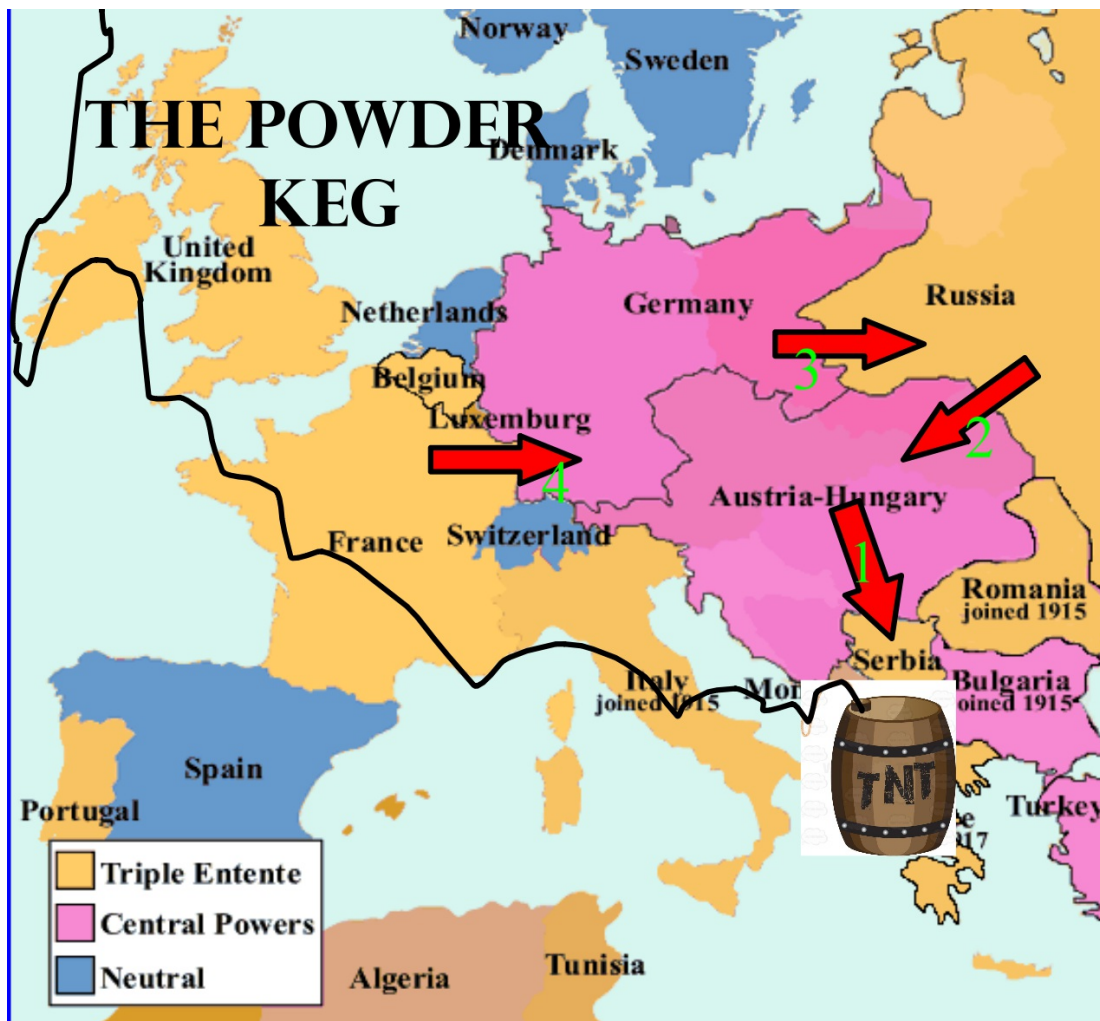 Norway
Sweden
THE POWDER
KEG
Denmark
United
Kingdom
Netherlands
Germany
Russia
3
Belgium
Luxemburg
2
4
Austria-Hungary
Switzerland
France
1
Romania
joined 1915
Serbia
Italy
joined 1915
Mon
Bulgaria
joined 1915
Spain
TNT
Portugal
Turkey
Triple Entente
Central Powers
Neutral
Algeria
Tunisia